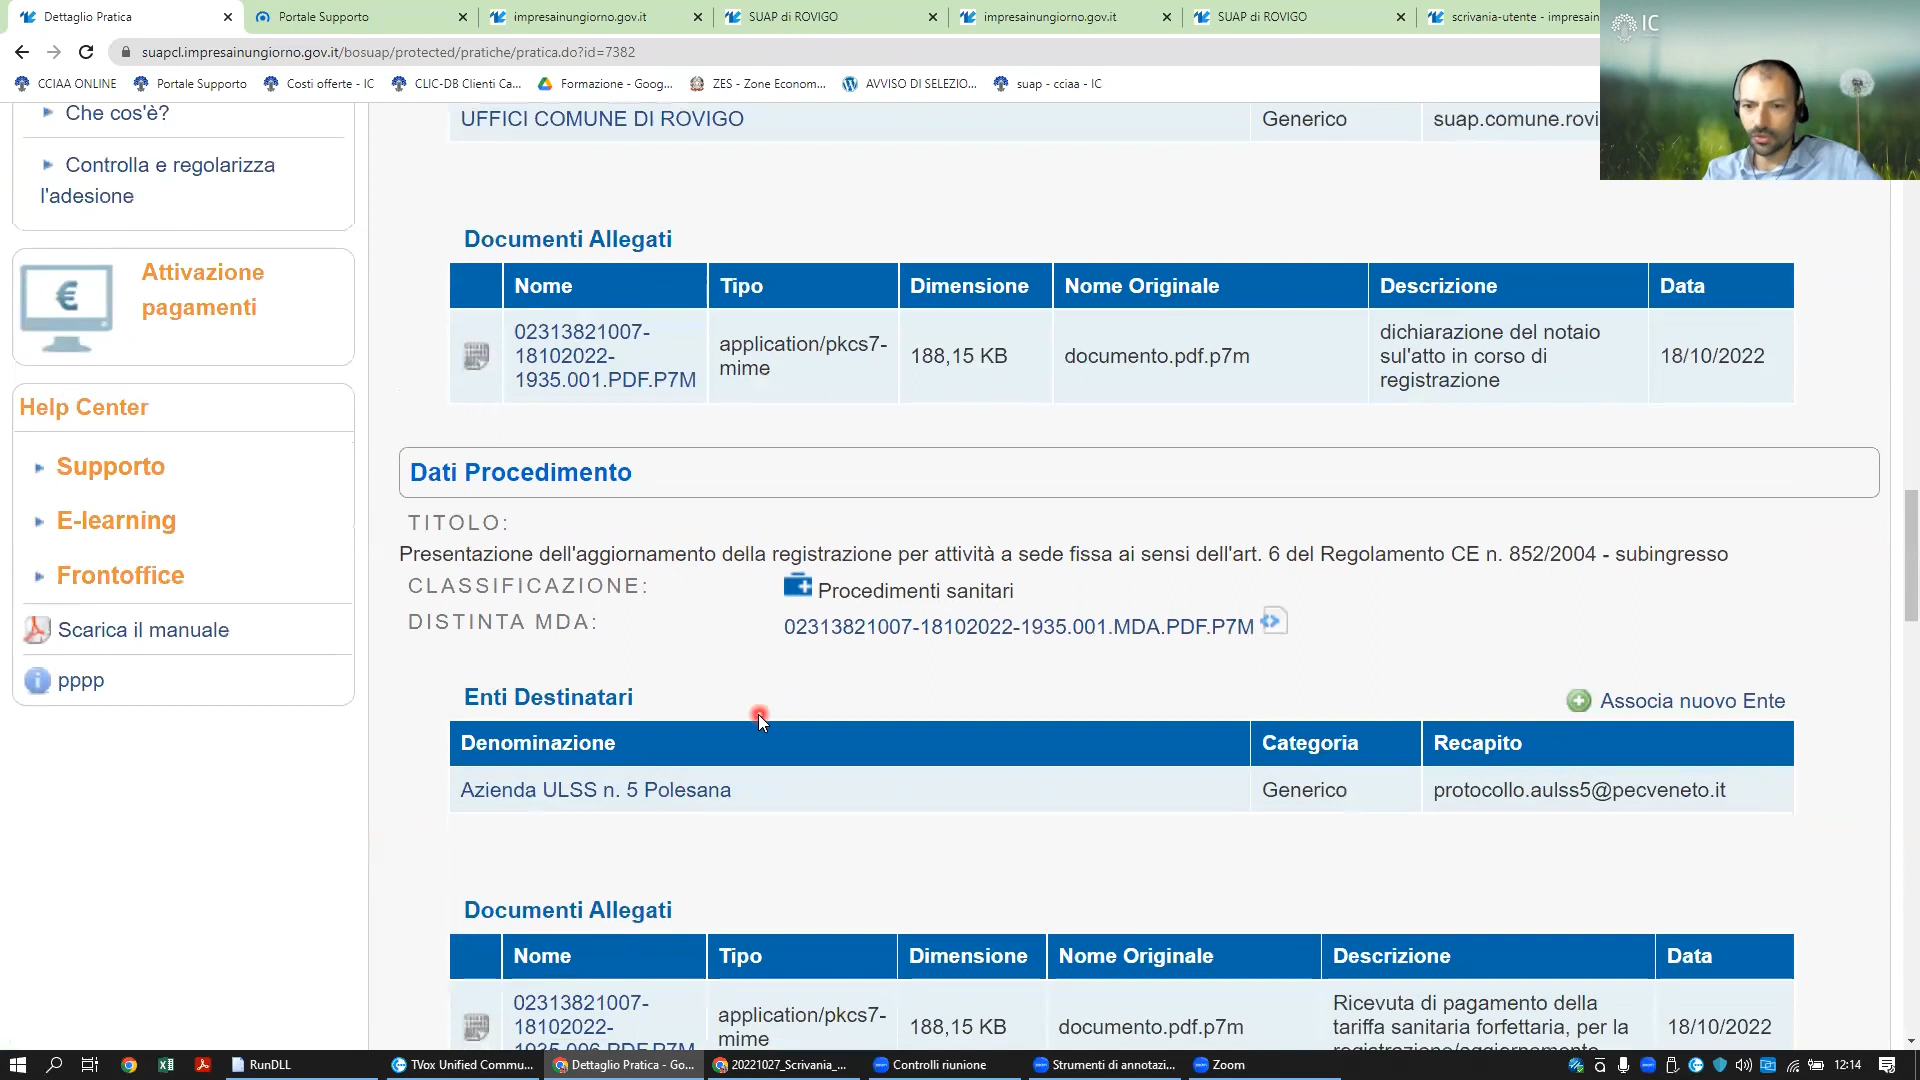 Dettaglio Pratica
Portale Supporto
impresainungiorno.gov.it
SUAP di ROVIGO
impresainungiorno.gov.it
SUAP di ROVIGO
scrivania-utente - impresain
IC
suapcl.impresainungiorno.gov.it/bosuap/protected/pratiche/pratica.do?id=7382
CCIAA ONLINE
Portale Supporto
Costi offerte - IC
CLIC-DB Clienti Ca...
Formazione - Goog...
ZES - Zone Econom...
AVVISO DI SELEZIO...
suap - cciaa - IC
Che cos'è?
Controlla e regolarizza
l'adesione
Attivazione
pagamenti
Help Center
Supporto
E-learning
Frontoffice
Scarica il manuale
pppp
UFFICI COMUNE DI ROVIGO
Generico
suap.comune.rovi
Documenti Allegati
Nome
Tipo
Dimensione
Nome Originale
Descrizione
Data
02313821007-
18102022-
1935.001.PDF.P7M
application/pkcs7-
mime
188,15 KB
documento.pdf.p7m
dichiarazione del notaio
sul'atto in corso di
registrazione
18/10/2022
Dati Procedimento
TITOLO:
Presentazione dell'aggiornamento della registrazione per attività a sede fissa ai sensi dell'art. 6 del Regolamento CE n. 852/2004 - subingresso
CLASSIFICAZIONE:
Procedimenti sanitari
DISTINTA MDA:
02313821007-18102022-1935.001.MDA.PDF.P7M
Enti Destinatari
Associa nuovo Ente
Denominazione
Categoria
Recapito
Azienda ULSS n. 5 Polesana
Generico
protocollo.aulss5@pecveneto.it
Documenti Allegati
Nome
Tipo
Dimensione
Nome Originale
Descrizione
Data
02313821007-
18102022-
1935.006.PDF.P7M
application/pkcs7-
mime
188,15 KB
documento.pdf.p7m
Ricevuta di pagamento della
tariffa sanitaria forfettaria, per la
registrazione/aggiornamento
18/10/2022
RunDLL
TVox Unified Commu...
Dettaglio Pratica - Go...
20221027_Scrivania_...
Controlli riunione
Strumenti di annotazi...
Zoom
12:14